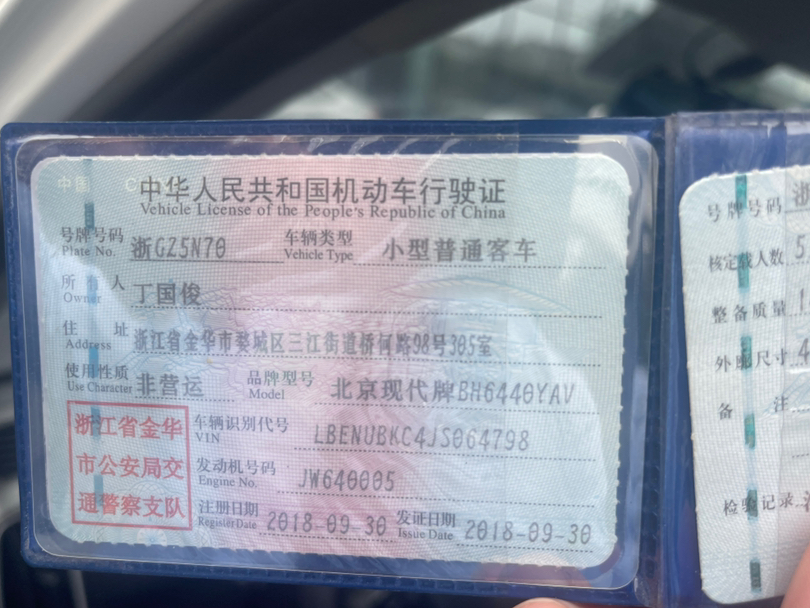 中国
中华人民共和国机动车行驶证
Vehicle License of the People's Republic of China
号牌号码 浙GZ5N70 车辆类型 小型普通客车
Plate No. Vehicle Type
所有人 丁国俊
Owner
住址 浙江省金华市婺城区三江街道侨河路98号305室
Address
使用性质 非营运 品牌型号 北京现代牌BH6440YAV
Use Character Model
浙江省金华
市公安局交
通警察支队
车辆识别代号 LBENUBKC4JS064798
VIN
发动机号码 JW640005
Engine No.
注册日期 2018-09-30 发证日期 2018-09-30
Register Date Issue Date
号牌号码 浙
核定载人数 5
整备质量 1
外廓尺寸 4
备注
检验记录